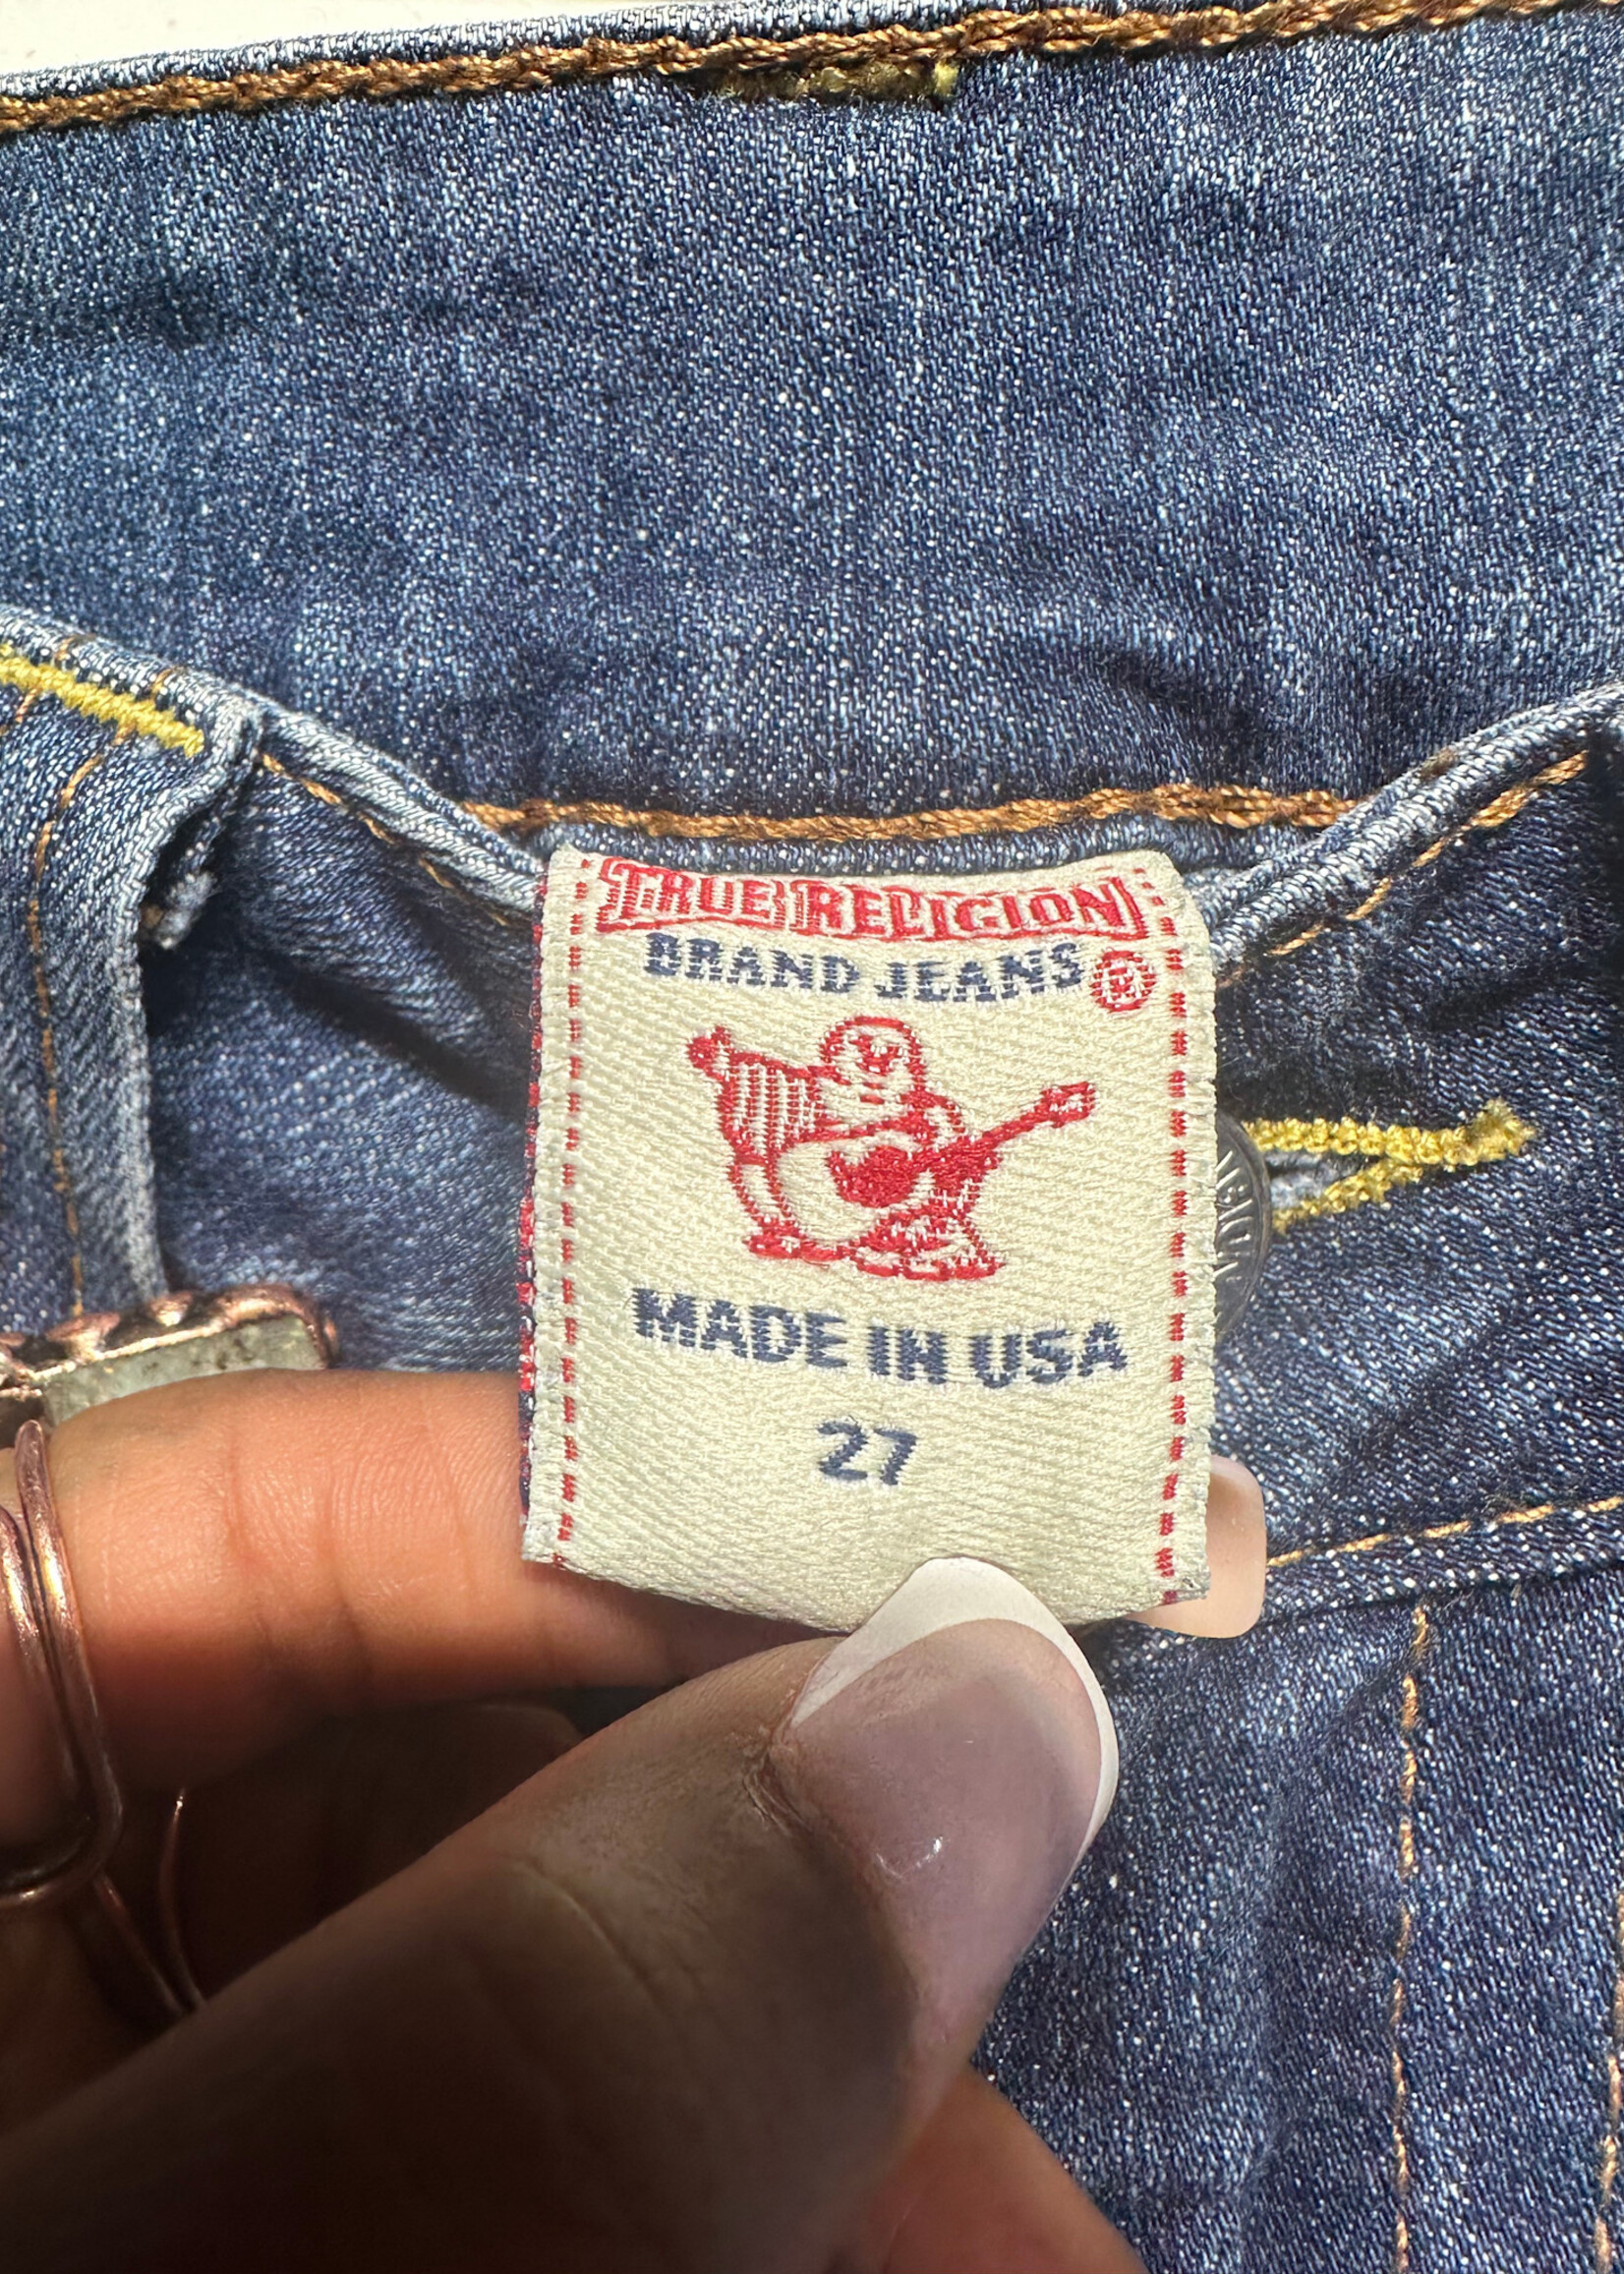 TRUE RELIGION
BRAND JEANS ®
MADE IN USA
27